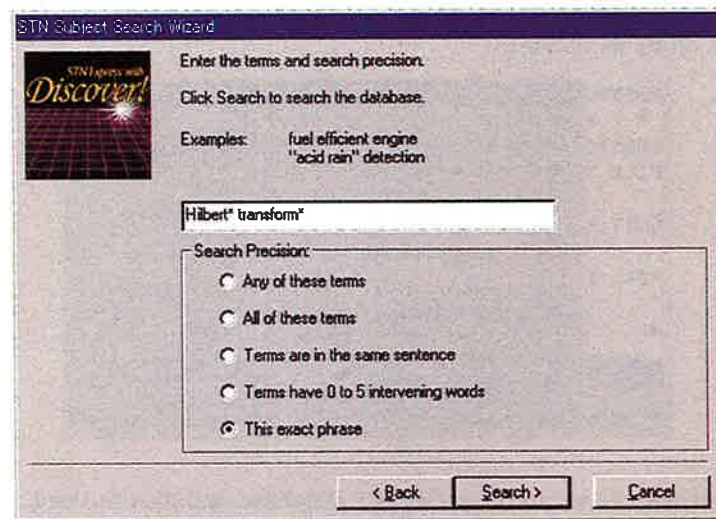 STN Subject Search Wizard
STN Express with
Discover!
Enter the terms and search precision.
Click Search to search the database.
Examples: fuel efficient engine
"acid rain" detection
Hilbert* transform*
Search Precision:
Any of these terms
All of these terms
Terms are in the same sentence
Terms have 0 to 5 intervening words
This exact phrase
< Back Search > Cancel